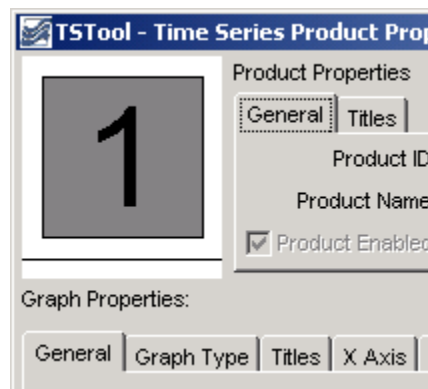 TSTool - Time Series Product
Product Properties
General Titles
1
Product ID
Product Name
Product Enabled
Graph Properties:
General Graph Type Titles X Axis